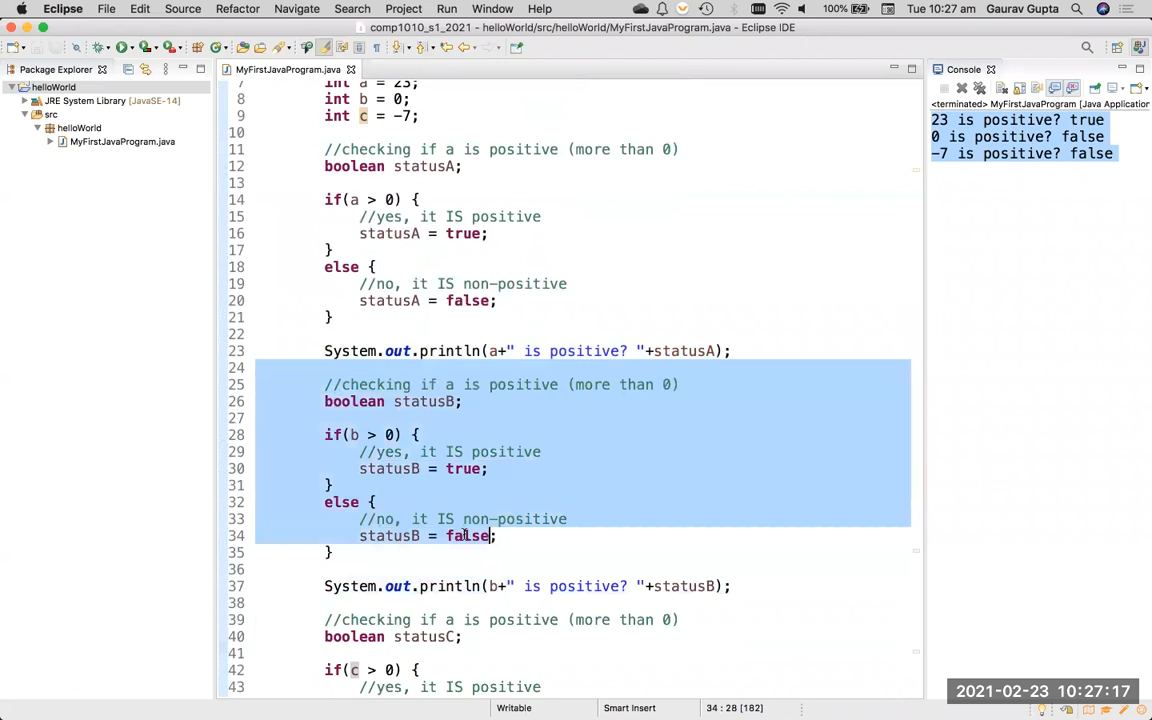 Eclipse File Edit Source Refactor Navigate Search Project Run Window Help 100% Tue 10:27 am Gaurav Gupta
comp1010_s1_2021 - helloWorld/src/helloWorld/MyFirstJavaProgram.java - Eclipse IDE
Package Explorer
helloWorld
JRE System Library [JavaSE-14]
src
helloWorld
MyFirstJavaProgram.java
MyFirstJavaProgram.java
7 int a = 23;
8 int b = 0;
9 int c = -7;
10
11 //checking if a is positive (more than 0)
12 boolean statusA;
13
14 if(a > 0) {
15 //yes, it IS positive
16 statusA = true;
17 }
18 else {
19 //no, it IS non-positive
20 statusA = false;
21 }
22
23 System.out.println(a+" is positive? "+statusA);
24
25 //checking if a is positive (more than 0)
26 boolean statusB;
27
28 if(b > 0) {
29 //yes, it IS positive
30 statusB = true;
31 }
32 else {
33 //no, it IS non-positive
34 statusB = false;
35 }
36
37 System.out.println(b+" is positive? "+statusB);
38
39 //checking if a is positive (more than 0)
40 boolean statusC;
41
42 if(c > 0) {
43 //yes, it IS positive
Console
<terminated> MyFirstJavaProgram [Java Application
23 is positive? true
0 is positive? false
-7 is positive? false
Writable Smart Insert 34 : 28 [182]
2021-02-23 10:27:17